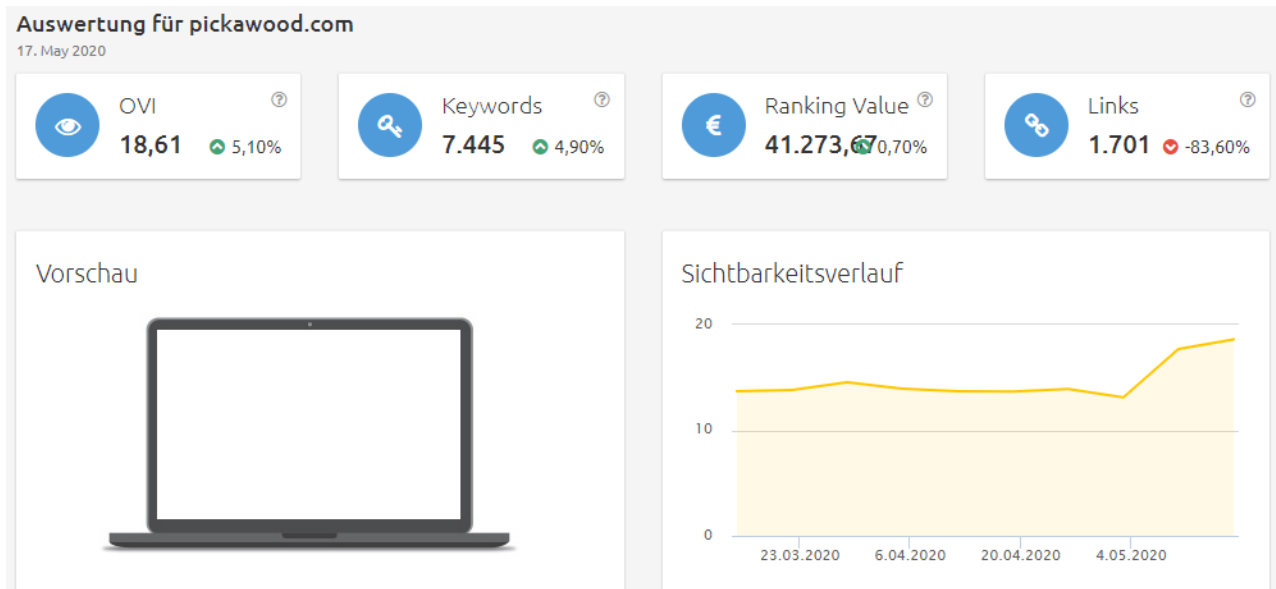 Auswertung für pickawood.com
17. May 2020
OVI
18,61 5,10%
Keywords
7.445 4,90%
Ranking Value
41.273,67 0,70%
Links
1.701 -83,60%
Vorschau
Sichtbarkeitsverlauf
20
10
0
23.03.2020 6.04.2020 20.04.2020 4.05.2020